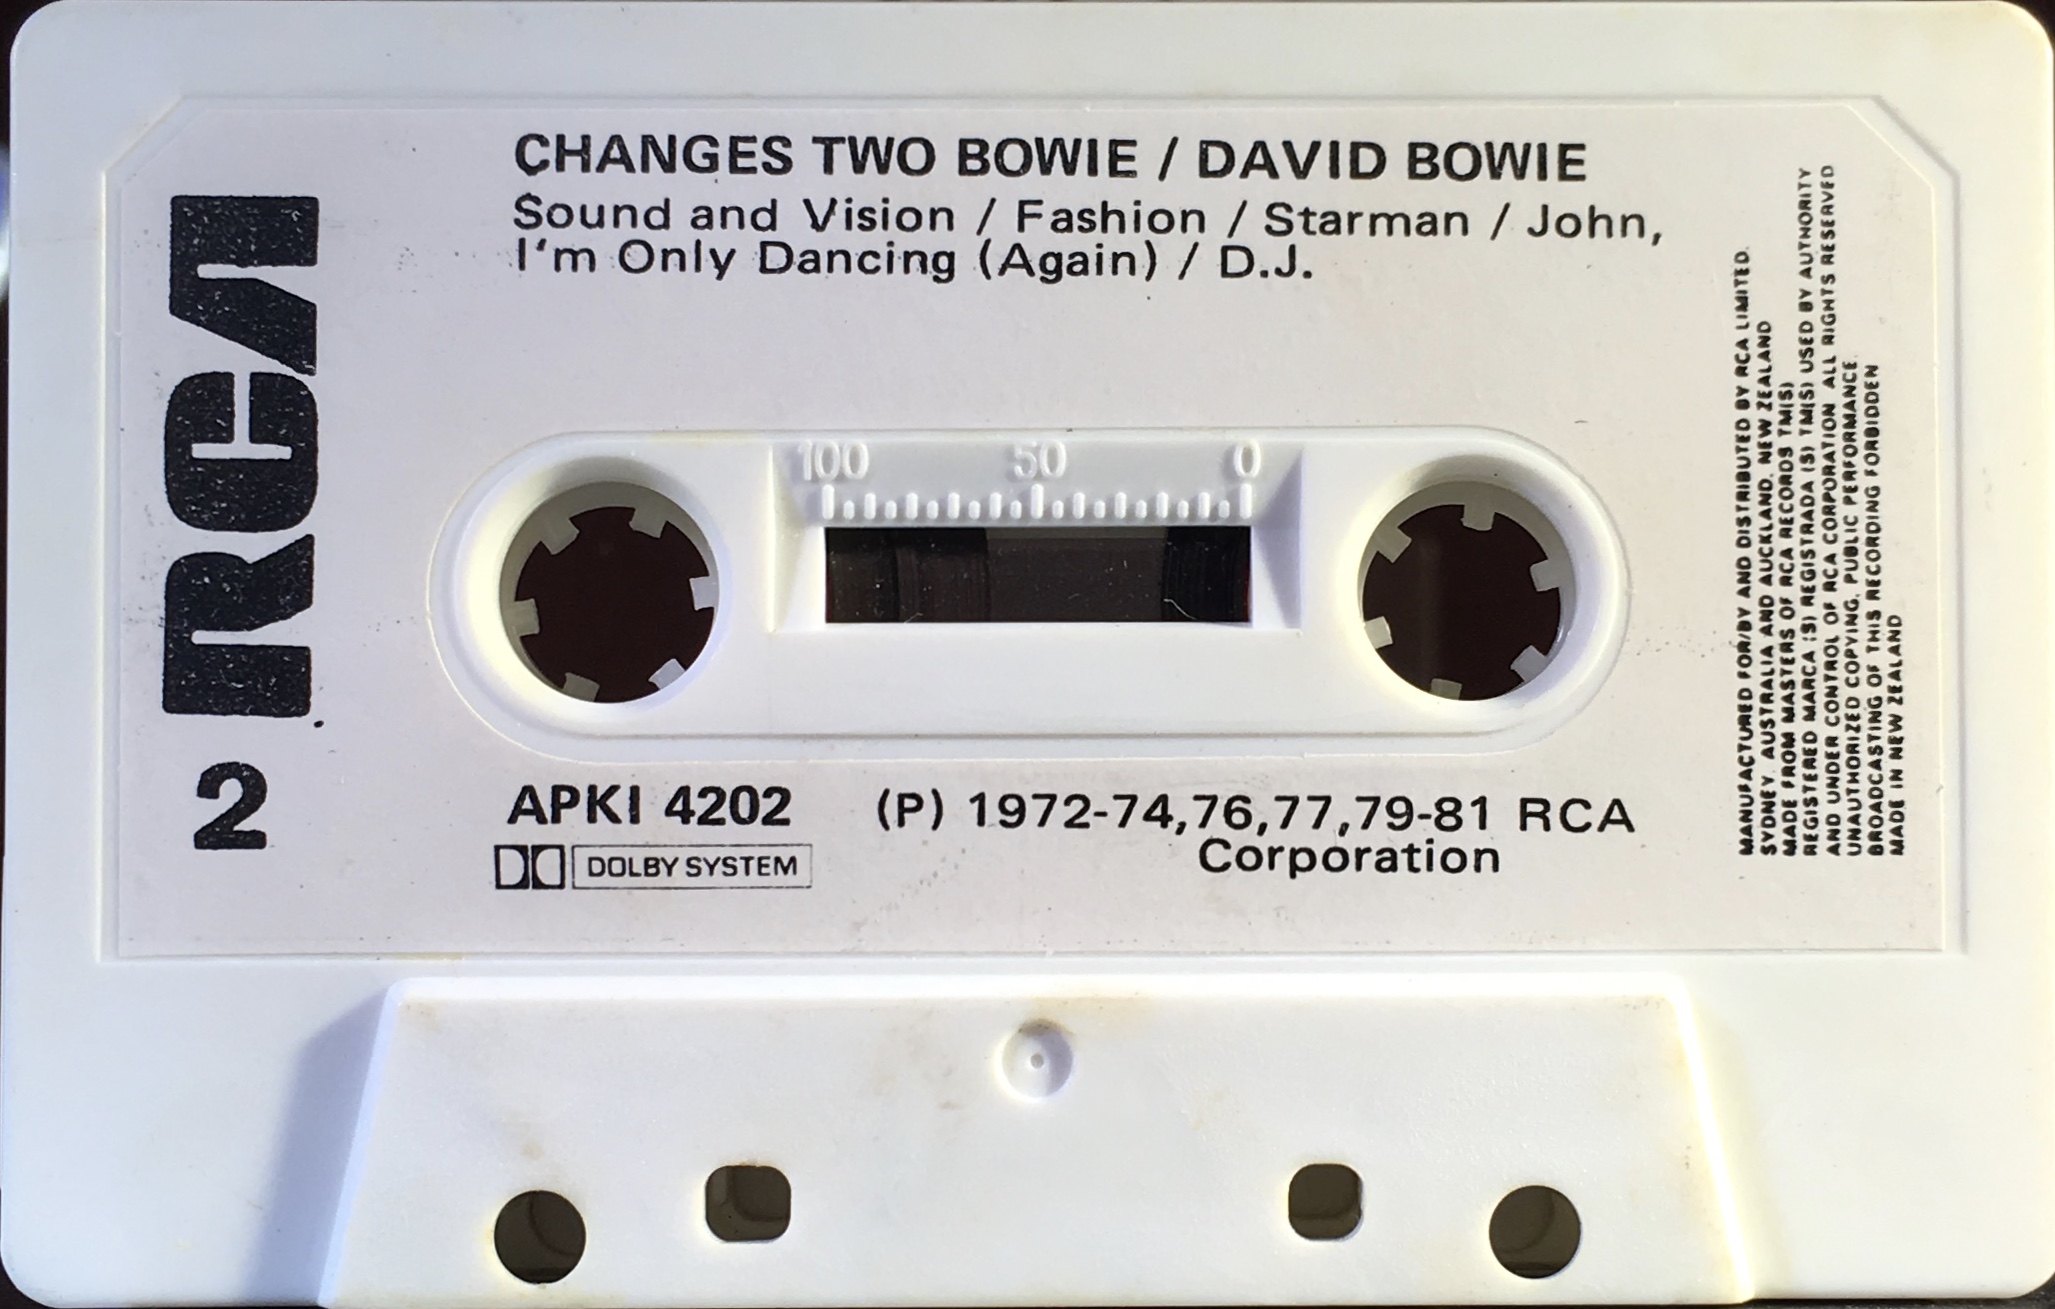 CHANGES TWO BOWIE / DAVID BOWIE
Sound and Vision / Fashion / Starman / John,
I'm Only Dancing (Again) / D.J.
RCA
2
100 50 0
APKI 4202 (P) 1972-74,76,77,79-81 RCA
Corporation
DOLBY SYSTEM
MANUFACTURED FOR/BY AND DISTRIBUTED BY RCA LIMITED.
SYDNEY. AUSTRALIA AND AUCKLAND. NEW ZEALAND
MADE FROM MASTERS OF RCA RECORDS TM(S)
REGISTERED MARCA (S) REGISTRADA (S) TM(S) USED BY AUTHORITY
AND UNDER CONTROL OF RCA CORPORATION. ALL RIGHTS RESERVED
UNAUTHORIZED COPYING. PUBLIC PERFORMANCE.
BROADCASTING OF THIS RECORDING FORBIDDEN
MADE IN NEW ZEALAND